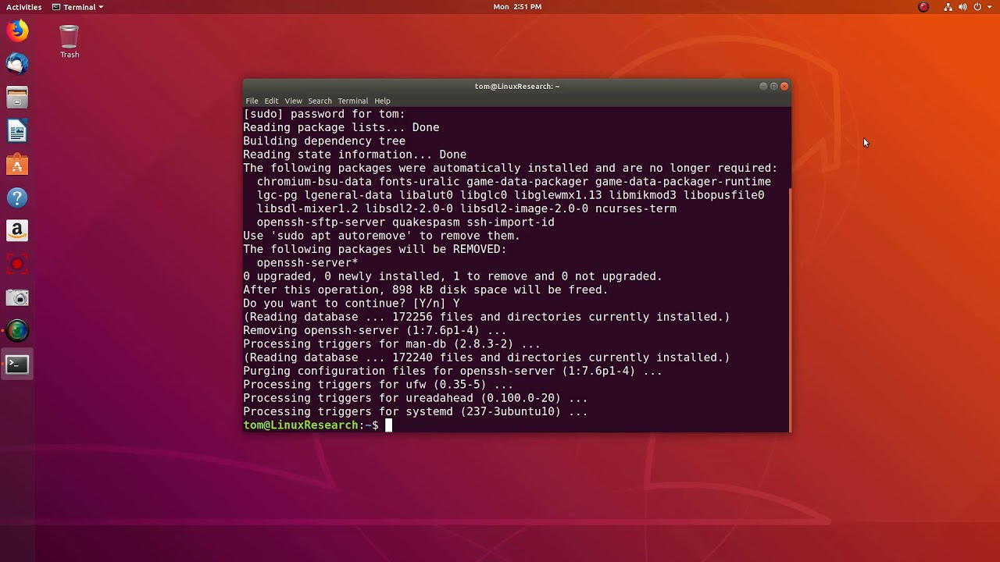 Activities Terminal Mon 2:51 PM
Trash
tom@LinuxResearch: ~
File Edit View Search Terminal Help
[sudo] password for tom:
Reading package lists... Done
Building dependency tree
Reading state information... Done
The following packages were automatically installed and are no longer required:
  chromium-bsu-data fonts-uralic game-data-packager game-data-packager-runtime
  lgc-pg lgeneral-data libalut0 libglc0 libglewmx1.13 libmikmod3 libopusfile0
  libsdl-mixer1.2 libsdl2-2.0-0 libsdl2-image-2.0-0 ncurses-term
  openssh-sftp-server quakespasm ssh-import-id
Use 'sudo apt autoremove' to remove them.
The following packages will be REMOVED:
  openssh-server*
0 upgraded, 0 newly installed, 1 to remove and 0 not upgraded.
After this operation, 898 kB disk space will be freed.
Do you want to continue? [Y/n] Y
(Reading database ... 172256 files and directories currently installed.)
Removing openssh-server (1:7.6p1-4) ...
Processing triggers for man-db (2.8.3-2) ...
(Reading database ... 172240 files and directories currently installed.)
Purging configuration files for openssh-server (1:7.6p1-4) ...
Processing triggers for ufw (0.35-5) ...
Processing triggers for ureadahead (0.100.0-20) ...
Processing triggers for systemd (237-3ubuntu10) ...
tom@LinuxResearch:~$